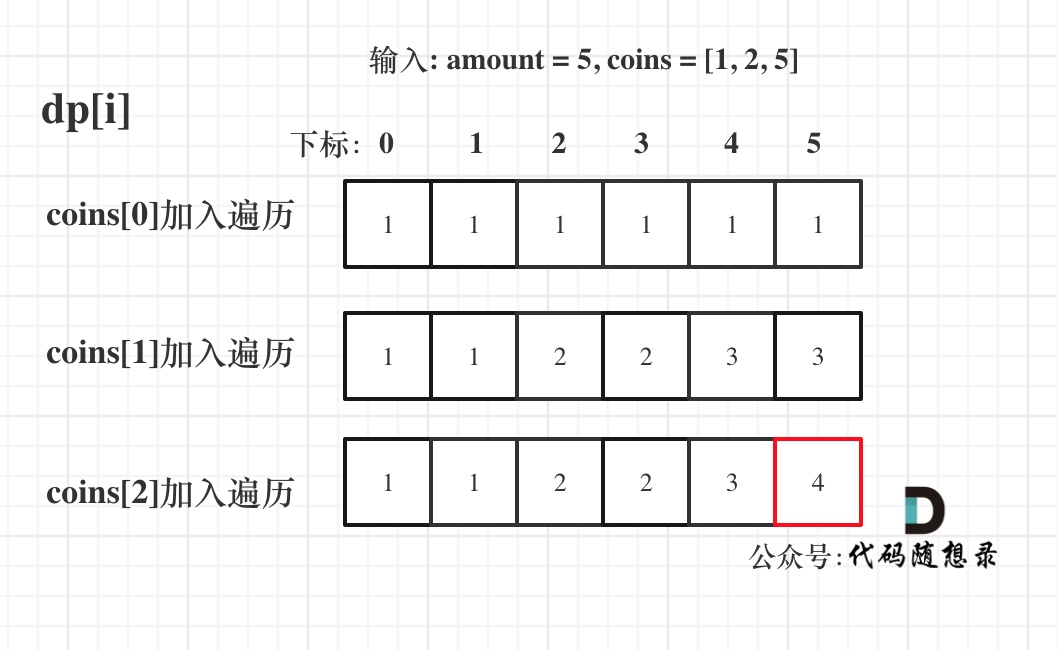 输入: amount = 5, coins = [1, 2, 5]
dp[i]
下标: 0 1 2 3 4 5
coins[0]加入遍历 1 1 1 1 1 1
coins[1]加入遍历 1 1 2 2 3 3
coins[2]加入遍历 1 1 2 2 3 4
公众号:代码随想录